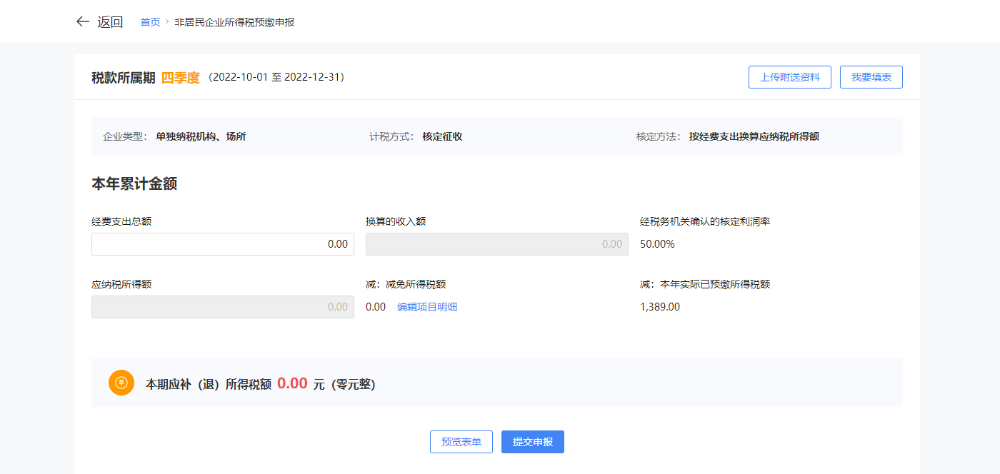 返回 首页 > 非居民企业所得税预缴申报
税款所属期 四季度 （2022-10-01 至 2022-12-31） 上传附送资料 我要填表
企业类型： 单独纳税机构、场所 计税方式： 核定征收 核定方法： 按经费支出换算应纳税所得额
本年累计金额
经费支出总额 换算的收入额 经税务机关确认的核定利润率
0.00 0.00 50.00%
应纳税所得额 减：减免所得税额 减：本年实际已预缴所得税额
0.00 0.00 编辑项目明细 1,389.00
¥ 本期应补（退）所得税额 0.00 元（零元整）
预览表单 提交申报